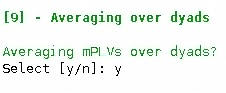 [9] - Averaging over dyads
Averaging mPLVs over dyads?
Select [y/n]: y